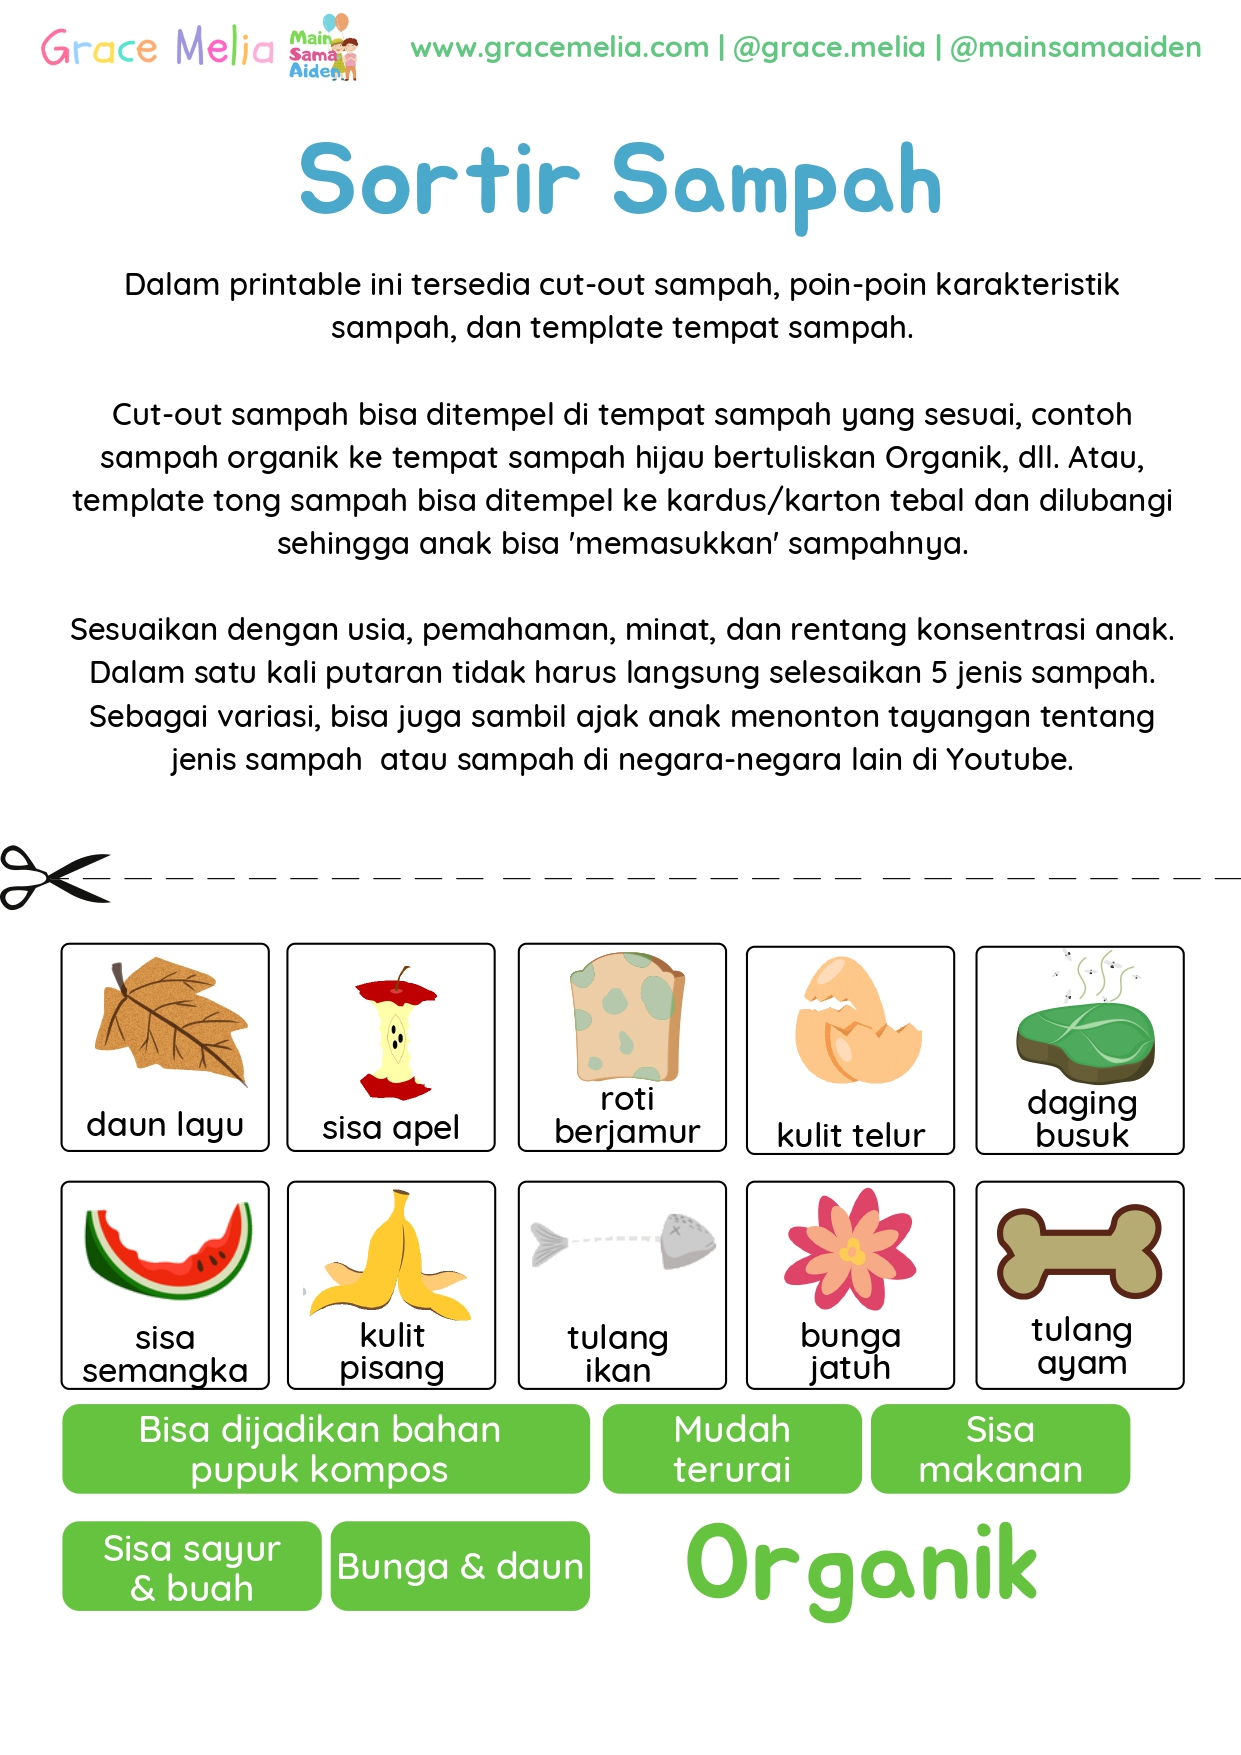 Grace Melia
Main
Sama
Aiden
www.gracemelia.com | @grace.melia | @mainsamaaiden
Sortir Sampah
Dalam printable ini tersedia cut-out sampah, poin-poin karakteristik
sampah, dan template tempat sampah.
Cut-out sampah bisa ditempel di tempat sampah yang sesuai, contoh
sampah organik ke tempat sampah hijau bertuliskan Organik, dll. Atau,
template tong sampah bisa ditempel ke kardus/karton tebal dan dilubangi
sehingga anak bisa 'memasukkan' sampahnya.
Sesuaikan dengan usia, pemahaman, minat, dan rentang konsentrasi anak.
Dalam satu kali putaran tidak harus langsung selesaikan 5 jenis sampah.
Sebagai variasi, bisa juga sambil ajak anak menonton tayangan tentang
jenis sampah  atau sampah di negara-negara lain di Youtube.
daun layu
sisa apel
roti
berjamur
kulit telur
daging
busuk
sisa
semangka
kulit
pisang
tulang
ikan
bunga
jatuh
tulang
ayam
Bisa dijadikan bahan
pupuk kompos
Mudah
terurai
Sisa
makanan
Sisa sayur
& buah
Bunga & daun
Organik